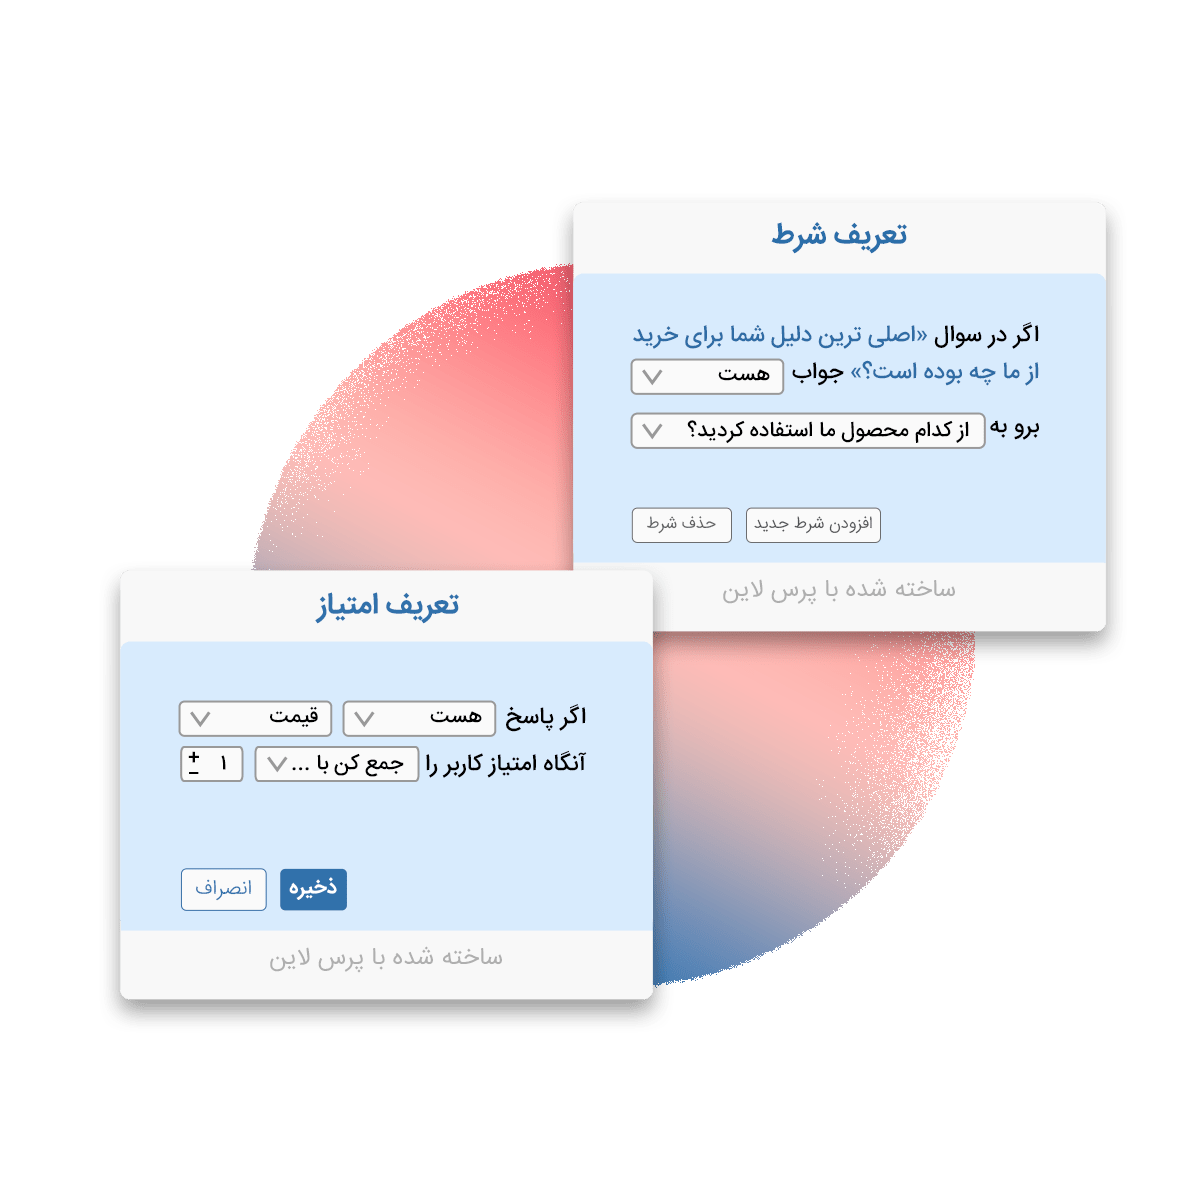 تعریف شرط
اگر در سوال «اصلی ترین دلیل شما برای خرید
از ما چه بوده است؟» جواب هست
برو به از کدام محصول ما استفاده کردید؟
افزودن شرط جدید حذف شرط
ساخته شده با پرس لاین
تعریف امتیاز
اگر پاسخ هست قیمت
آنگاه امتیاز کاربر را جمع کن با ... ۱ + −
ذخیره انصراف
ساخته شده با پرس لاین